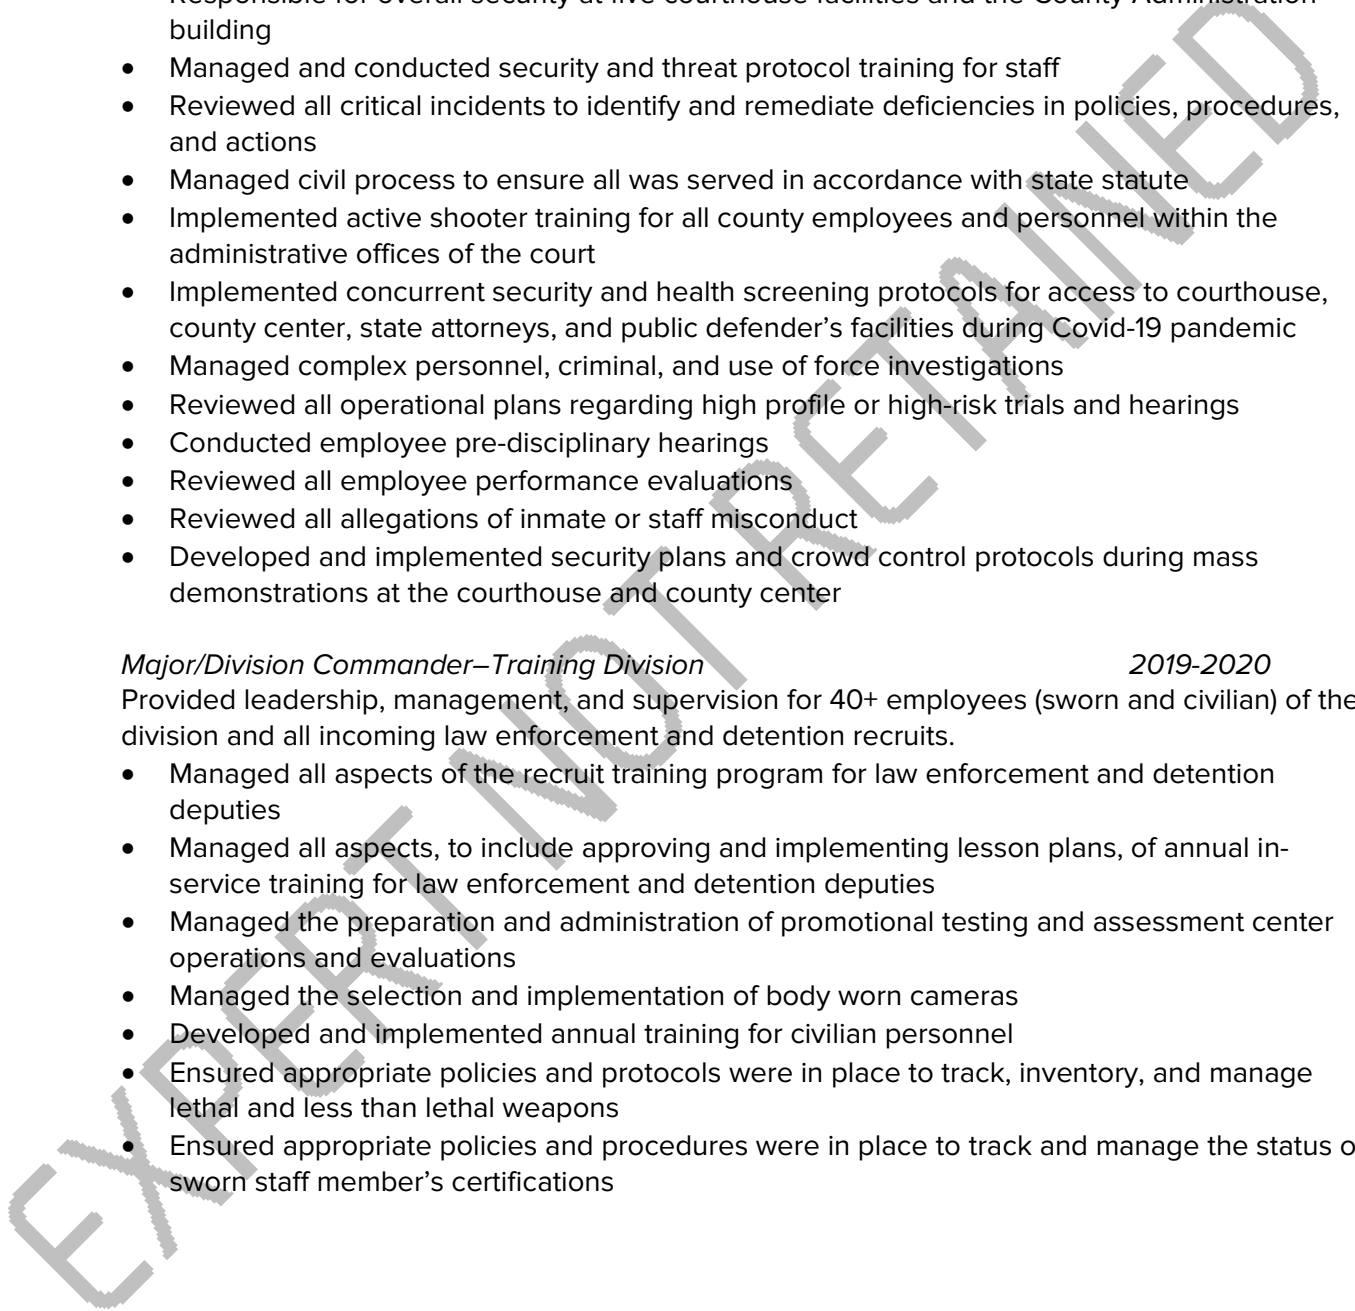 Responsible for overall security at five courthouse facilities and the County Administration
building
• Managed and conducted security and threat protocol training for staff
• Reviewed all critical incidents to identify and remediate deficiencies in policies, procedures,
and actions
• Managed civil process to ensure all was served in accordance with state statute
• Implemented active shooter training for all county employees and personnel within the
administrative offices of the court
• Implemented concurrent security and health screening protocols for access to courthouse,
county center, state attorneys, and public defender’s facilities during Covid-19 pandemic
• Managed complex personnel, criminal, and use of force investigations
• Reviewed all operational plans regarding high profile or high-risk trials and hearings
• Conducted employee pre-disciplinary hearings
• Reviewed all employee performance evaluations
• Reviewed all allegations of inmate or staff misconduct
• Developed and implemented security plans and crowd control protocols during mass
demonstrations at the courthouse and county center
Major/Division Commander–Training Division 2019-2020
Provided leadership, management, and supervision for 40+ employees (sworn and civilian) of the
division and all incoming law enforcement and detention recruits.
• Managed all aspects of the recruit training program for law enforcement and detention
deputies
• Managed all aspects, to include approving and implementing lesson plans, of annual in-
service training for law enforcement and detention deputies
• Managed the preparation and administration of promotional testing and assessment center
operations and evaluations
• Managed the selection and implementation of body worn cameras
• Developed and implemented annual training for civilian personnel
• Ensured appropriate policies and protocols were in place to track, inventory, and manage
lethal and less than lethal weapons
• Ensured appropriate policies and procedures were in place to track and manage the status o
sworn staff member’s certifications
EXPERT NOT RETAINED